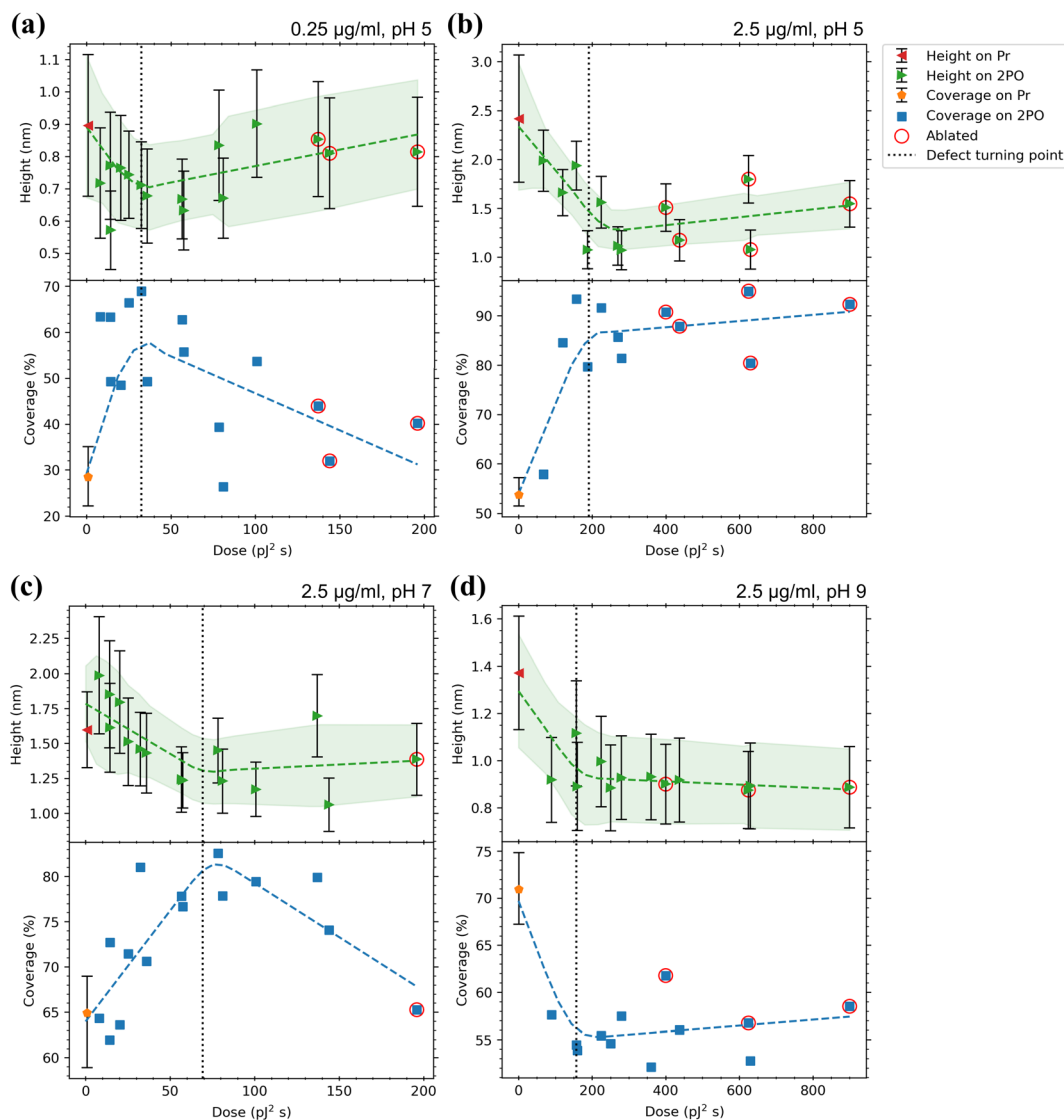 (a)
0.25 µg/ml, pH 5
1.1
1.0
0.9
0.8
0.7
0.6
0.5
Height (nm)
70
60
50
40
30
20
Coverage (%)
0
50
100
150
200
Dose (pJ² s)
(b)
2.5 µg/ml, pH 5
3.0
2.5
2.0
1.5
1.0
Height (nm)
90
80
70
60
50
Coverage (%)
0
200
400
600
800
Dose (pJ² s)
Height on Pr
Height on 2PO
Coverage on Pr
Coverage on 2PO
Ablated
Defect turning point
(c)
2.5 µg/ml, pH 7
2.25
2.00
1.75
1.50
1.25
1.00
Height (nm)
80
75
70
65
60
Coverage (%)
0
50
100
150
200
Dose (pJ² s)
(d)
2.5 µg/ml, pH 9
1.6
1.4
1.2
1.0
0.8
Height (nm)
75
70
65
60
55
Coverage (%)
0
200
400
600
800
Dose (pJ² s)